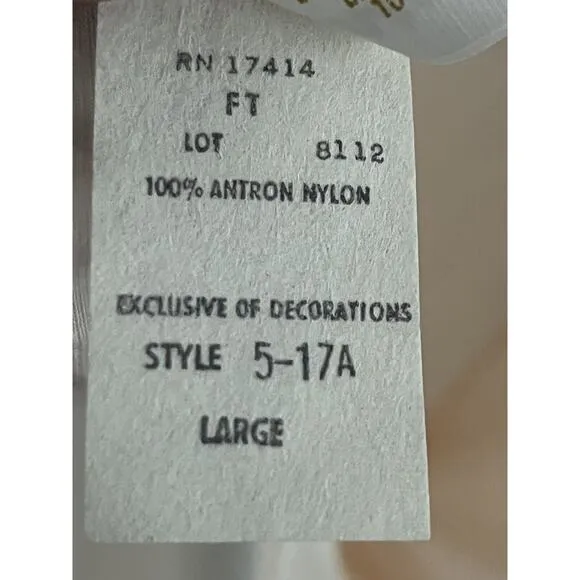 RN 17414
FT
LOT 8112
100% ANTRON NYLON
EXCLUSIVE OF DECORATIONS
STYLE 5-17A
LARGE